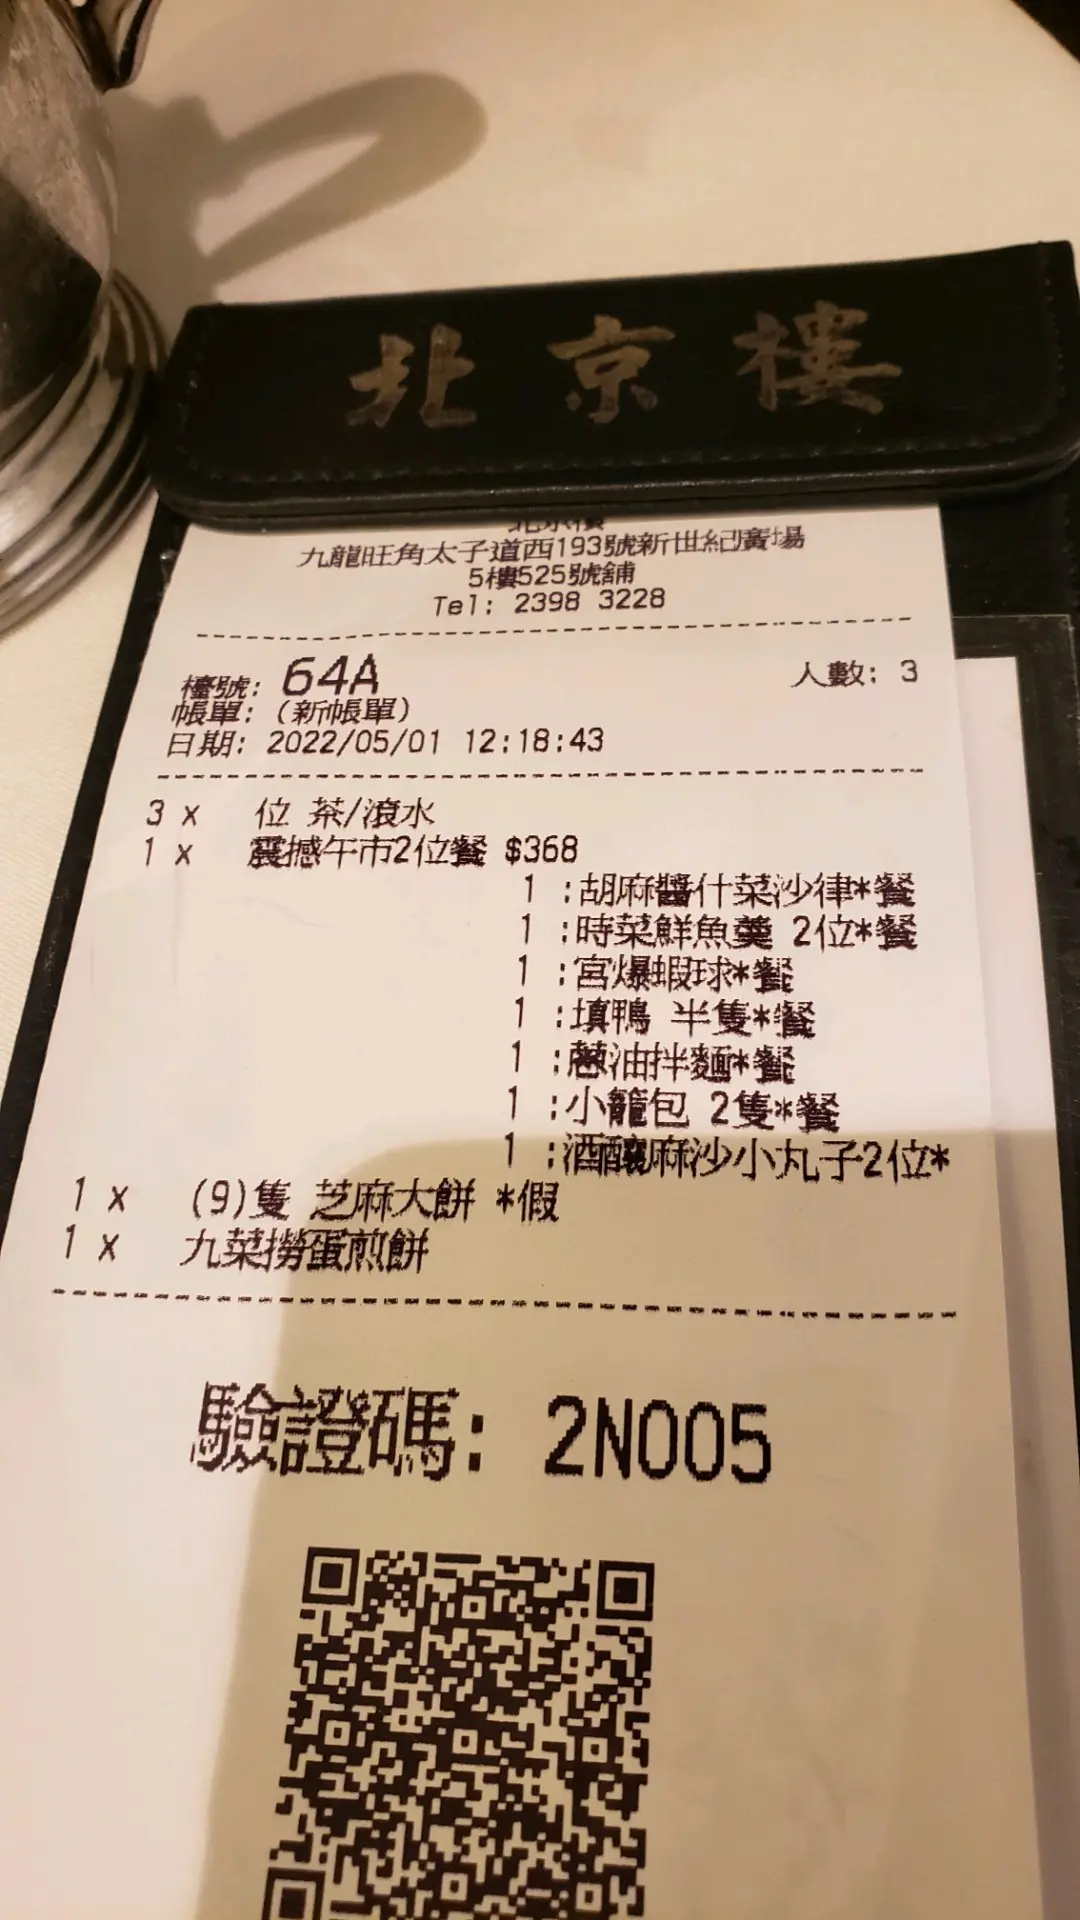 北京樓
北京樓
九龍旺角太子道西193號新世紀廣場
5樓525號舖
Tel: 2398 3228
檯號: 64A 人數: 3
帳單: (新帳單)
日期: 2022/05/01 12:18:43
3 x 位 茶/滾水
1 x 震撼午市2位餐 $368
1 :胡麻醬什菜沙律*餐
1 :時菜鮮魚羹 2位*餐
1 :宮爆蝦球*餐
1 :填鴨 半隻*餐
1 :蔥油拌麵*餐
1 :小籠包 2隻*餐
1 :酒釀麻沙小丸子2位*
1 x (9)隻 芝麻大餅 *假
1 x 九菜撈蛋煎餅
驗證碼: 2N005